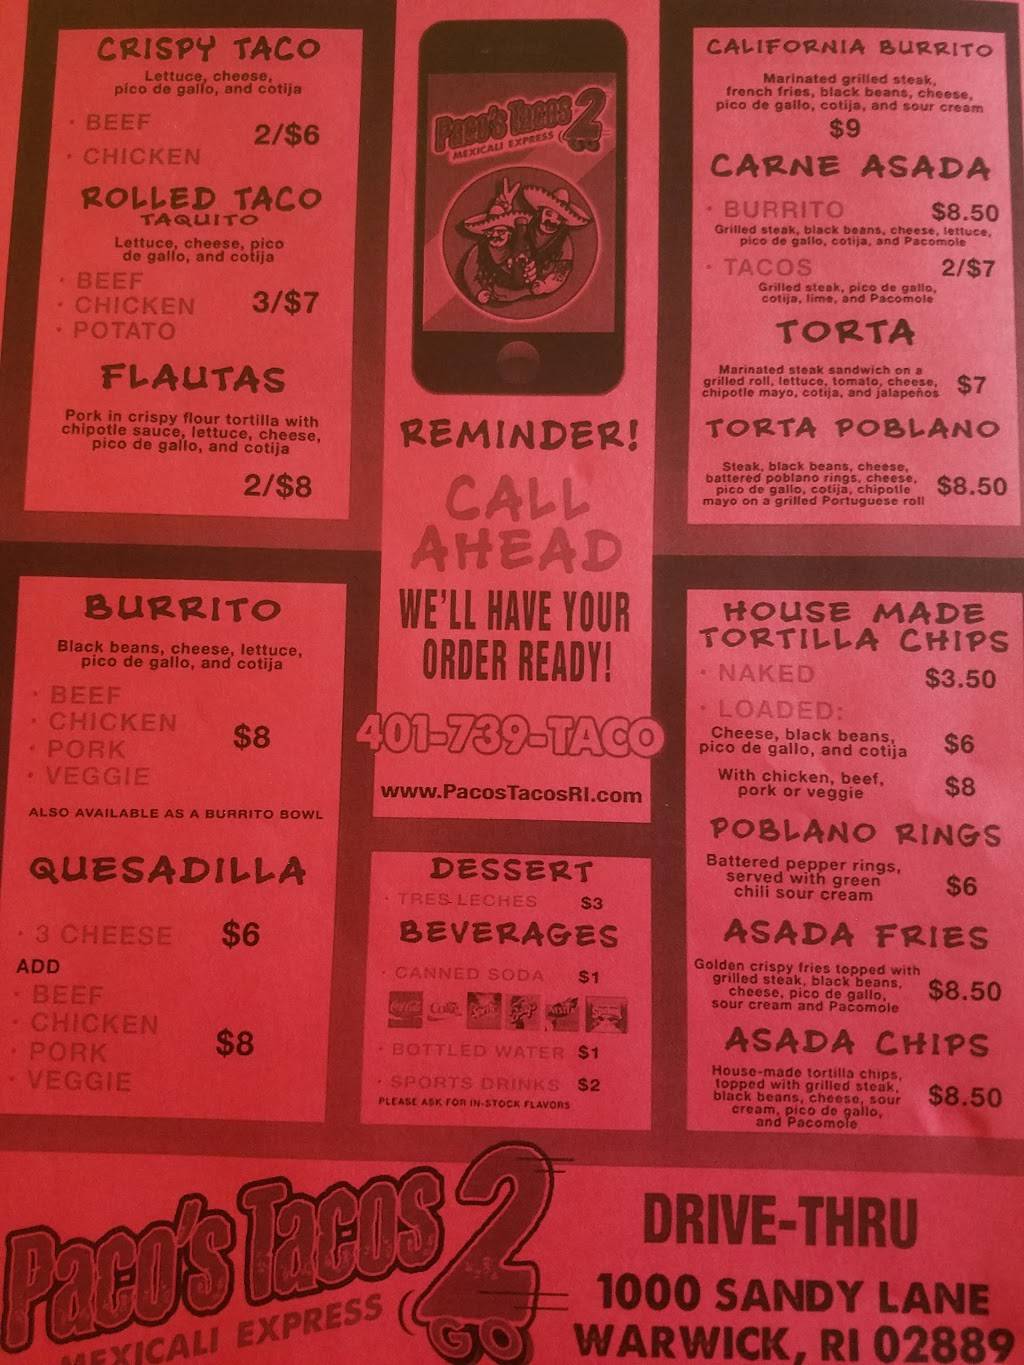 CRISPY TACO
Lettuce, cheese,
pico de gallo, and cotija
· BEEF
2/$6
· CHICKEN
ROLLED TACO
TAQUITO
Lettuce, cheese, pico
de gallo, and cotija
· BEEF
· CHICKEN 3/$7
· POTATO
FLAUTAS
Pork in crispy flour tortilla with
chipotle sauce, lettuce, cheese,
pico de gallo, and cotija
2/$8
BURRITO
Black beans, cheese, lettuce,
pico de gallo, and cotija
· BEEF
· CHICKEN
· PORK $8
· VEGGIE
ALSO AVAILABLE AS A BURRITO BOWL
QUESADILLA
· 3 CHEESE $6
ADD
· BEEF
· CHICKEN
· PORK $8
· VEGGIE
Paco's Tacos 2
GO
MEXICALI EXPRESS
REMINDER!
CALL
AHEAD
WE'LL HAVE YOUR
ORDER READY!
401-739-TACO
www.PacosTacosRI.com
DESSERT
· TRES LECHES $3
BEVERAGES
· CANNED SODA $1
· BOTTLED WATER $1
· SPORTS DRINKS $2
PLEASE ASK FOR IN-STOCK FLAVORS
CALIFORNIA BURRITO
Marinated grilled steak,
french fries, black beans, cheese,
pico de gallo, cotija, and sour cream
$9
CARNE ASADA
· BURRITO $8.50
Grilled steak, black beans, cheese, lettuce,
pico de gallo, cotija, and Pacomole
· TACOS 2/$7
Grilled steak, pico de gallo,
cotija, lime, and Pacomole
TORTA
Marinated steak sandwich on a
grilled roll, lettuce, tomato, cheese, $7
chipotle mayo, cotija, and jalapeños
TORTA POBLANO
Steak, black beans, cheese,
battered poblano rings, cheese,
pico de gallo, cotija, chipotle $8.50
mayo on a grilled Portuguese roll
HOUSE MADE
TORTILLA CHIPS
· NAKED $3.50
· LOADED:
Cheese, black beans,
pico de gallo, and cotija $6
With chicken, beef,
pork or veggie $8
POBLANO RINGS
Battered pepper rings,
served with green
chili sour cream $6
ASADA FRIES
Golden crispy fries topped with
grilled steak, black beans,
cheese, pico de gallo, $8.50
sour cream and Pacomole
ASADA CHIPS
House-made tortilla chips,
topped with grilled steak,
black beans, cheese, sour $8.50
cream, pico de gallo,
and Pacomole
Paco's Tacos 2
GO
MEXICALI EXPRESS
DRIVE-THRU
1000 SANDY LANE
WARWICK, RI 02889